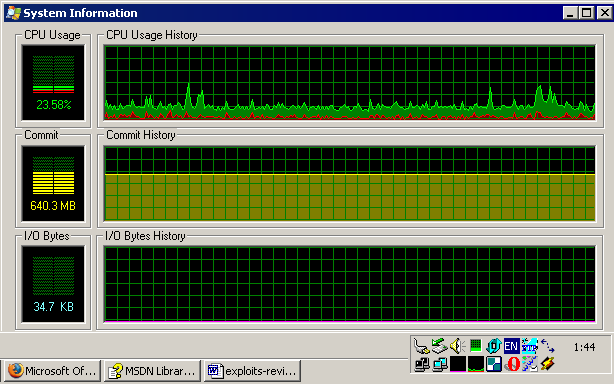 System Information
CPU Usage
CPU Usage History
23.58%
Commit
Commit History
640.3 MB
I/O Bytes
I/O Bytes History
34.7 KB
EN
1:44
Microsoft Of...
MSDN Librar...
exploits-revi...